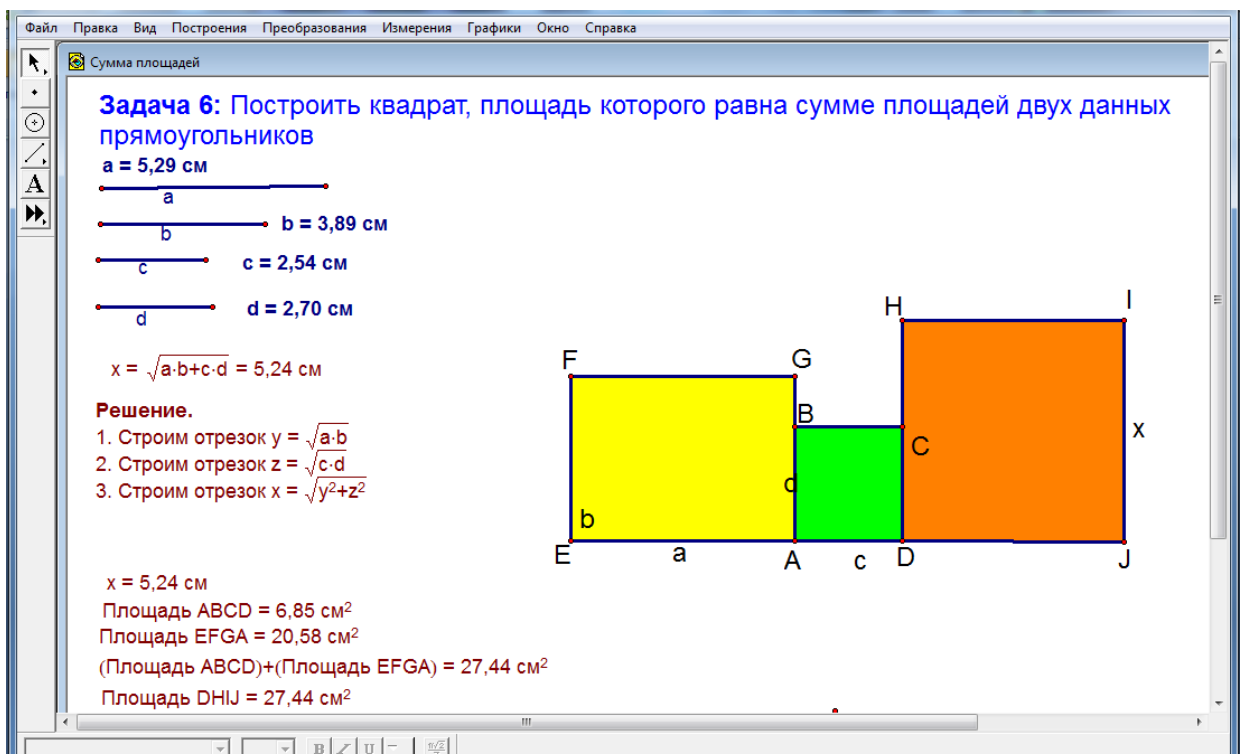 Файл Правка Вид Построения Преобразования Измерения Графики Окно Справка
Сумма площадей
Задача 6: Построить квадрат, площадь которого равна сумме площадей двух данных
прямоугольников
a = 5,29 см
a
b = 3,89 см
b
c = 2,54 см
c
d = 2,70 см
d
x = √a·b+c·d = 5,24 см
Решение.
1. Строим отрезок y = √a·b
2. Строим отрезок z = √c·d
3. Строим отрезок x = √y²+z²
H I
F G
B
C
x
d
b
E a A c D J
x = 5,24 см
Площадь ABCD = 6,85 см²
Площадь EFGA = 20,58 см²
(Площадь ABCD)+(Площадь EFGA) = 27,44 см²
Площадь DHIJ = 27,44 см²
A
B U